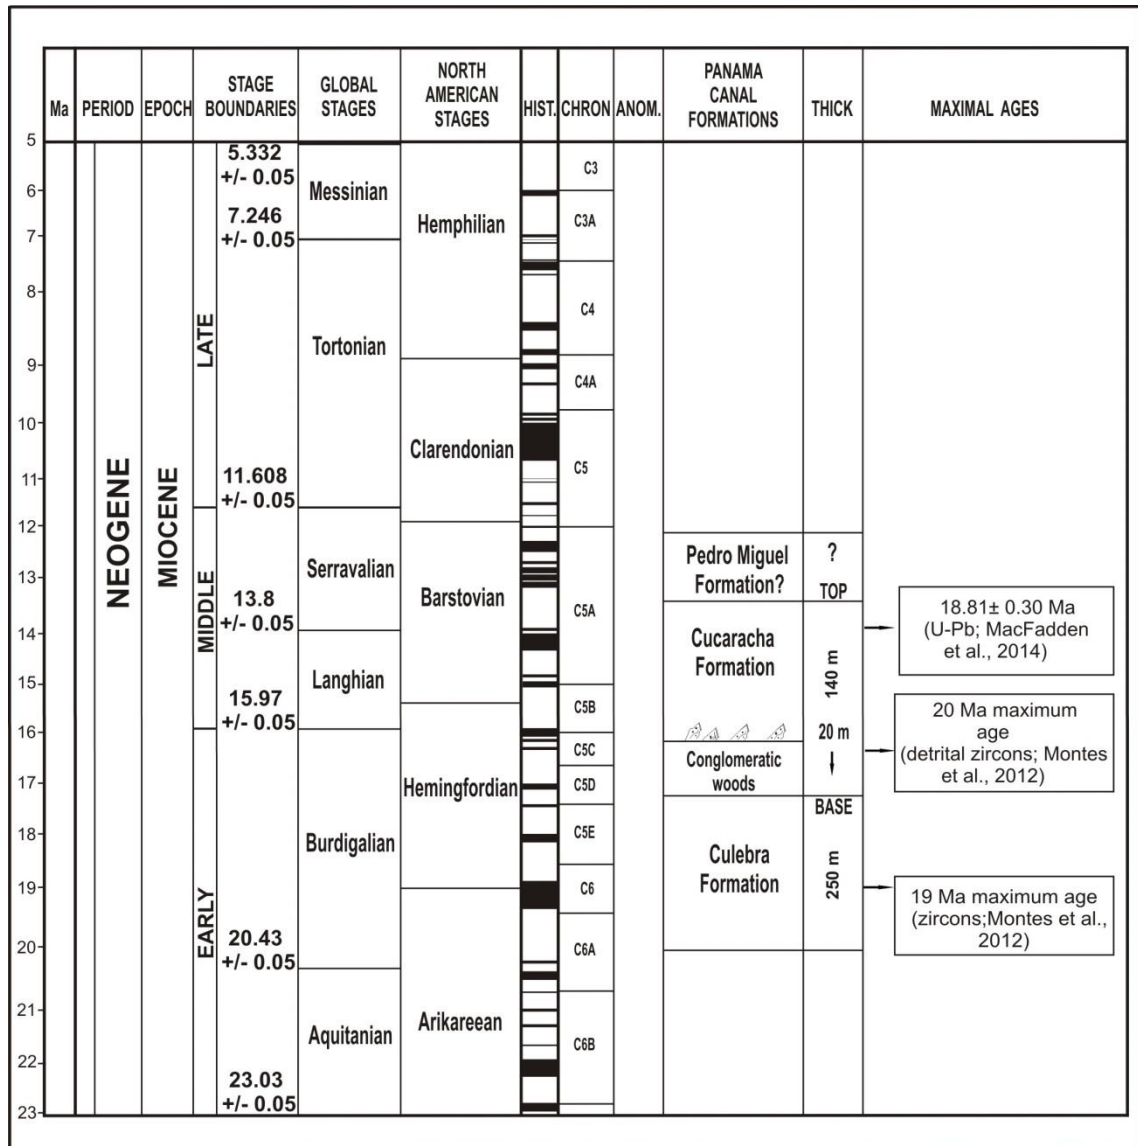 Ma
PERIOD
EPOCH
STAGE
BOUNDARIES
GLOBAL
STAGES
NORTH
AMERICAN
STAGES
HIST.
CHRON
ANOM.
PANAMA
CANAL
FORMATIONS
THICK
MAXIMAL AGES
5
6
7
8
9
10
11
12
13
14
15
16
17
18
19
20
21
22
23
NEOGENE
MIOCENE
LATE
MIDDLE
EARLY
5.332
+/- 0.05
7.246
+/- 0.05
11.608
+/- 0.05
13.8
+/- 0.05
15.97
+/- 0.05
20.43
+/- 0.05
23.03
+/- 0.05
Messinian
Tortonian
Serravalian
Langhian
Burdigalian
Aquitanian
Hemphilian
Clarendonian
Barstovian
Hemingfordian
Arikareean
C3
C3A
C4
C4A
C5
C5A
C5B
C5C
C5D
C5E
C6
C6A
C6B
Pedro Miguel
Formation?
Cucaracha
Formation
Conglomeratic
woods
Culebra
Formation
?
TOP
140 m
20 m
BASE
250 m
18.81± 0.30 Ma
(U-Pb; MacFadden
et al., 2014)
20 Ma maximum
age
(detrital zircons; Montes
et al., 2012)
19 Ma maximum age
(zircons;Montes et al.,
2012)